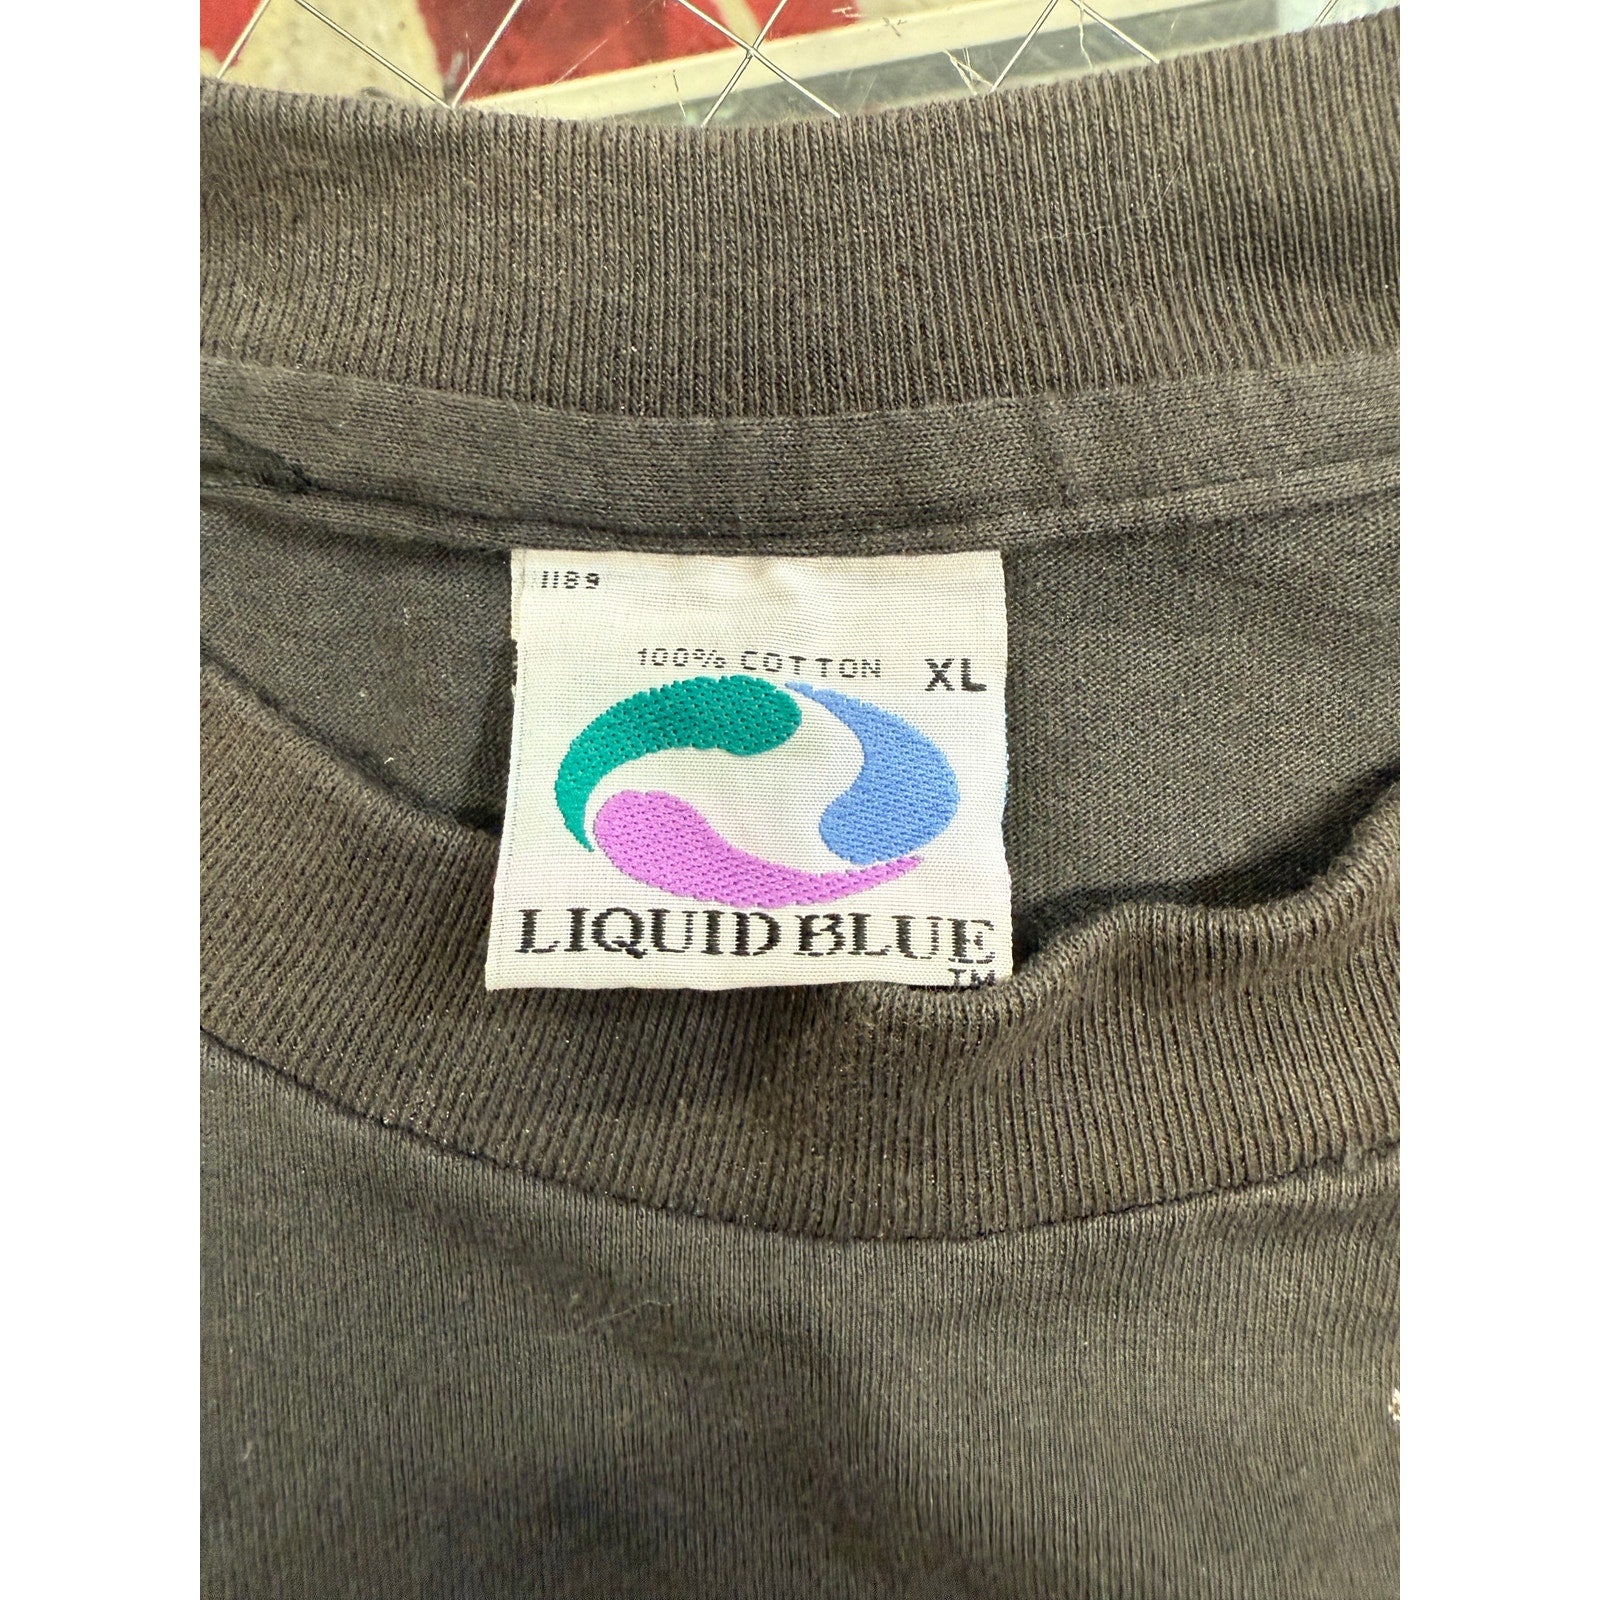 1189
100% COTTON XL
LIQUID BLUE
TM